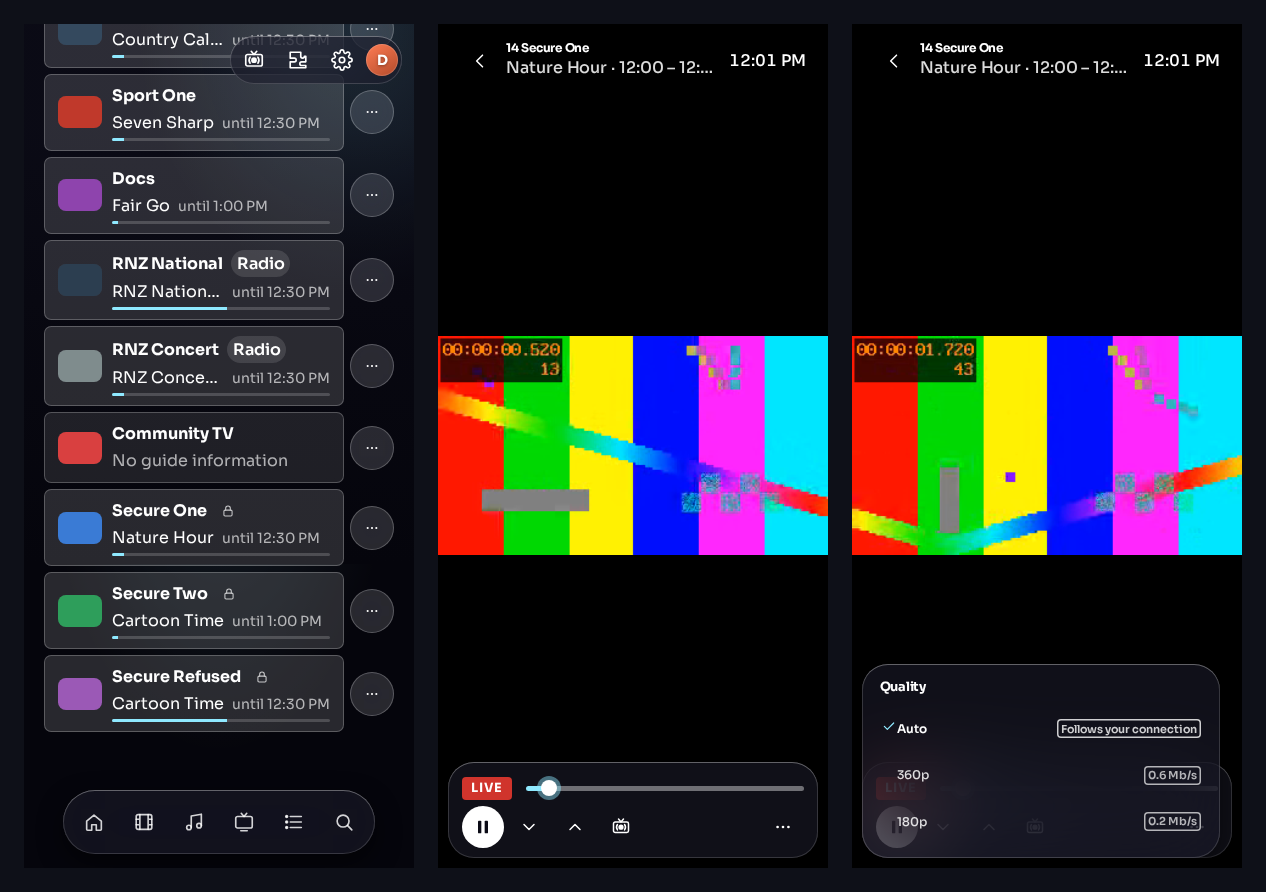 Country Cal...
until 12:30 PM
D
Sport One
Seven Sharp until 12:30 PM
Docs
Fair Go until 1:00 PM
RNZ National Radio
RNZ Nation... until 12:30 PM
RNZ Concert Radio
RNZ Conce... until 12:30 PM
Community TV
No guide information
Secure One
Nature Hour until 12:30 PM
Secure Two
Cartoon Time until 1:00 PM
Secure Refused
Cartoon Time until 12:30 PM
14 Secure One
Nature Hour · 12:00 – 12:...
12:01 PM
00:00:00.520
13
LIVE
14 Secure One
Nature Hour · 12:00 – 12:...
12:01 PM
00:00:01.720
43
Quality
Auto Follows your connection
360p 0.6 Mb/s
LIVE
180p 0.2 Mb/s